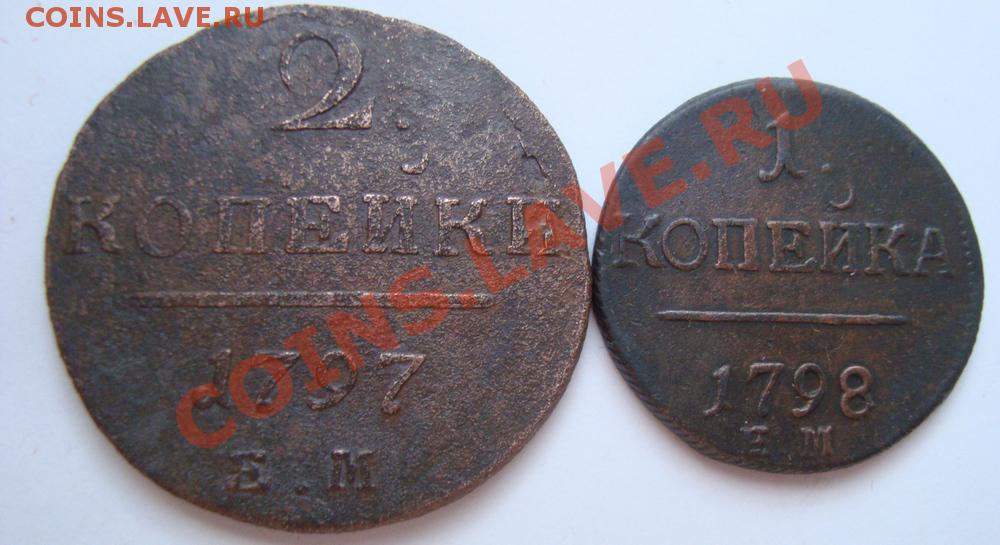 COINS.LAVE.RU
COINS.LAVE.RU
2.
КОПЕЙКИ
1797
Е.М
1.
КОПЕЙКА
1798
Е М